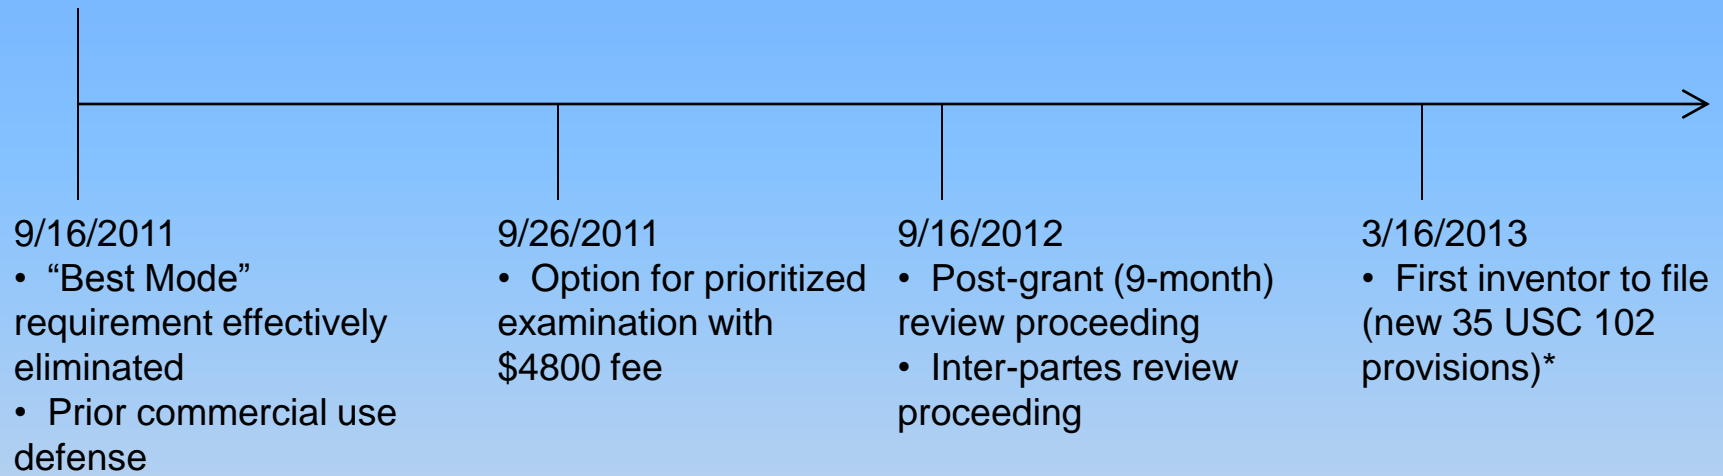 9/16/2011
• “Best Mode”
requirement effectively
eliminated
• Prior commercial use
defense
9/26/2011
• Option for prioritized
examination with
$4800 fee
9/16/2012
• Post-grant (9-month)
review proceeding
• Inter-partes review
proceeding
3/16/2013
• First inventor to file
(new 35 USC 102
provisions)*